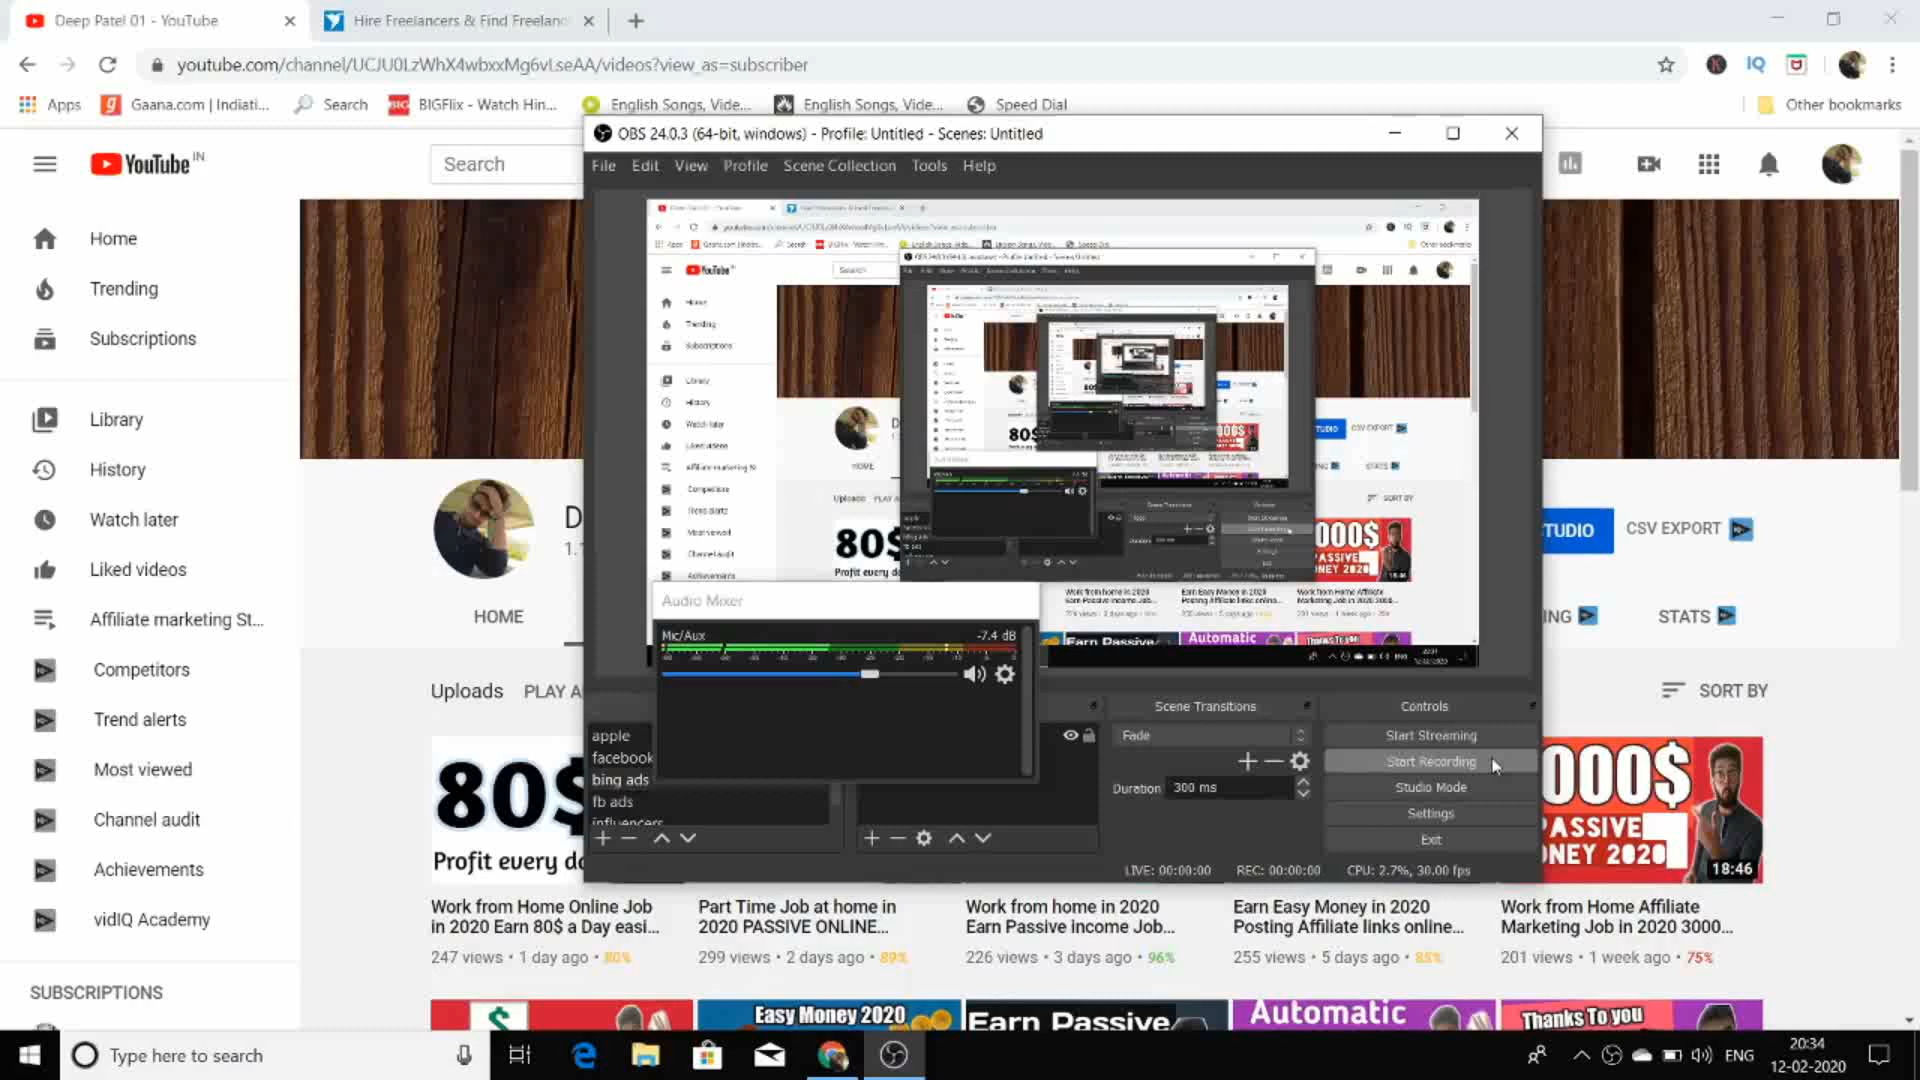 Deep Patel 01 - YouTube
Hire Freelancers & Find Freelanc
youtube.com/channel/UCJU0LzWhX4wbxxMg6vLseAA/videos?view_as=subscriber
IQ
Apps
Gaana.com | Indiati...
Search
BIGFlix - Watch Hin...
English Songs, Vide...
English Songs, Vide...
Speed Dial
Other bookmarks
OBS 24.0.3 (64-bit, windows) - Profile: Untitled - Scenes: Untitled
File Edit View Profile Scene Collection Tools Help
YouTube IN
Search
Home
Trending
Subscriptions
Library
History
Watch later
Liked videos
Affiliate marketing St...
Competitors
Trend alerts
Most viewed
Channel audit
Achievements
vidIQ Academy
SUBSCRIPTIONS
D
1.
HOME
TUDIO
CSV EXPORT
ING
STATS
Uploads PLAY A
SORT BY
Audio Mixer
Mic/Aux
-7.4 dB
apple
facebook
bing ads
fb ads
influencers
Scene Transitions
Fade
Duration 300 ms
Controls
Start Streaming
Start Recording
Studio Mode
Settings
Exit
LIVE: 00:00:00
REC: 00:00:00
CPU: 2.7%, 30.00 fps
80$
Profit every da
000$
ASSIVE
NEY 2020
18:46
Work from Home Online Job
in 2020 Earn 80$ a Day easi...
247 views • 1 day ago • 80%
Part Time Job at home in
2020 PASSIVE ONLINE...
299 views • 2 days ago • 89%
Work from home in 2020
Earn Passive Income Job...
226 views • 3 days ago • 96%
Earn Easy Money in 2020
Posting Affiliate links online...
255 views • 5 days ago • 85%
Work from Home Affiliate
Marketing Job in 2020 3000...
201 views • 1 week ago • 75%
$
Easy Money 2020
Earn Passive
Automatic
Thanks To you
Type here to search
ENG
20:34
12-02-2020